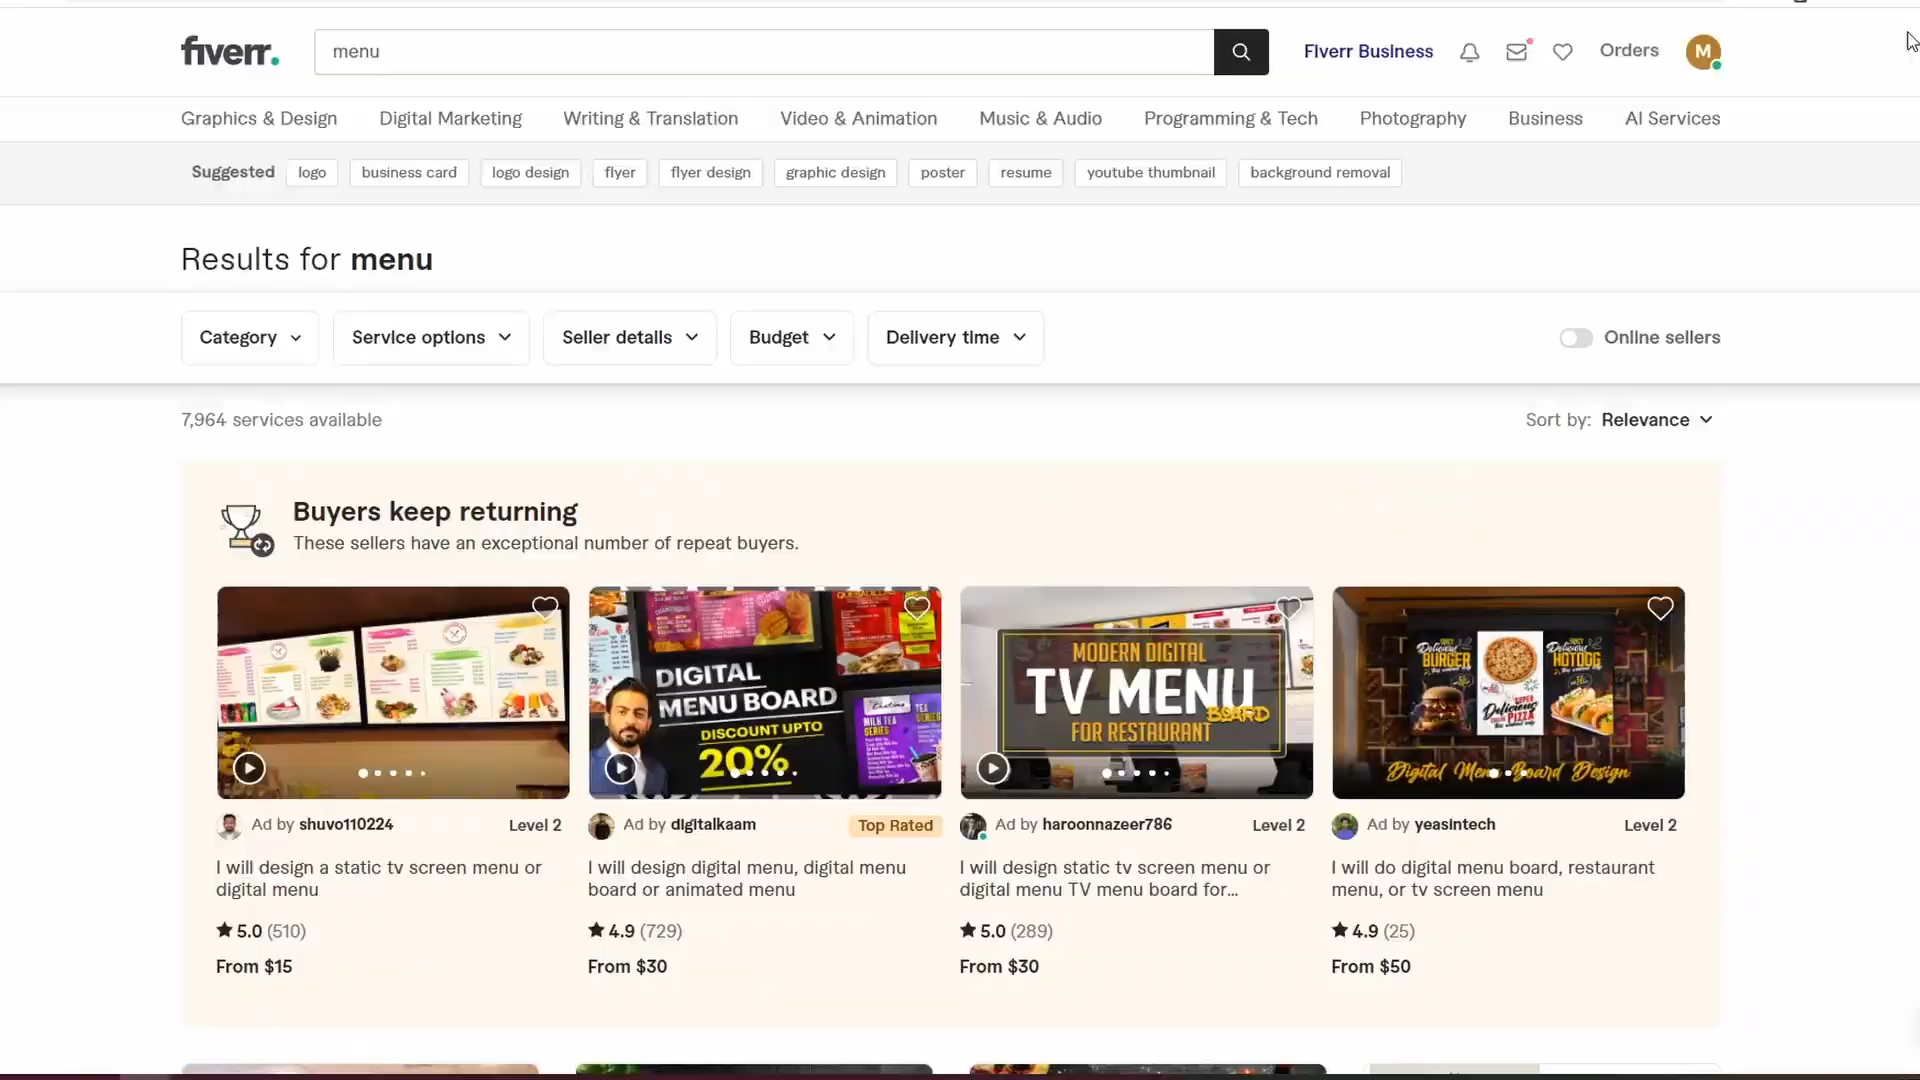 fiverr.
menu
Fiverr Business
Orders
M
Graphics & Design Digital Marketing Writing & Translation Video & Animation Music & Audio Programming & Tech Photography Business AI Services
Suggested logo business card logo design flyer flyer design graphic design poster resume youtube thumbnail background removal
Results for menu
Category Service options Seller details Budget Delivery time Online sellers
7,964 services available Sort by: Relevance
Buyers keep returning
These sellers have an exceptional number of repeat buyers.
DIGITAL
MENU BOARD
DISCOUNT UPTO
20%
MILK TEA
SERIES
MODERN DIGITAL
TV MENU
BOARD
FOR RESTAURANT
Delicious
BURGER
SUPER
Delicious
PIZZA
Delicious
HOTDOG
Digital Menu Board Design
Ad by shuvo110224 Level 2
I will design a static tv screen menu or
digital menu
5.0 (510)
From $15
Ad by digitalkaam Top Rated
I will design digital menu, digital menu
board or animated menu
4.9 (729)
From $30
Ad by haroonnazeer786 Level 2
I will design static tv screen menu or
digital menu TV menu board for...
5.0 (289)
From $30
Ad by yeasintech Level 2
I will do digital menu board, restaurant
menu, or tv screen menu
4.9 (25)
From $50